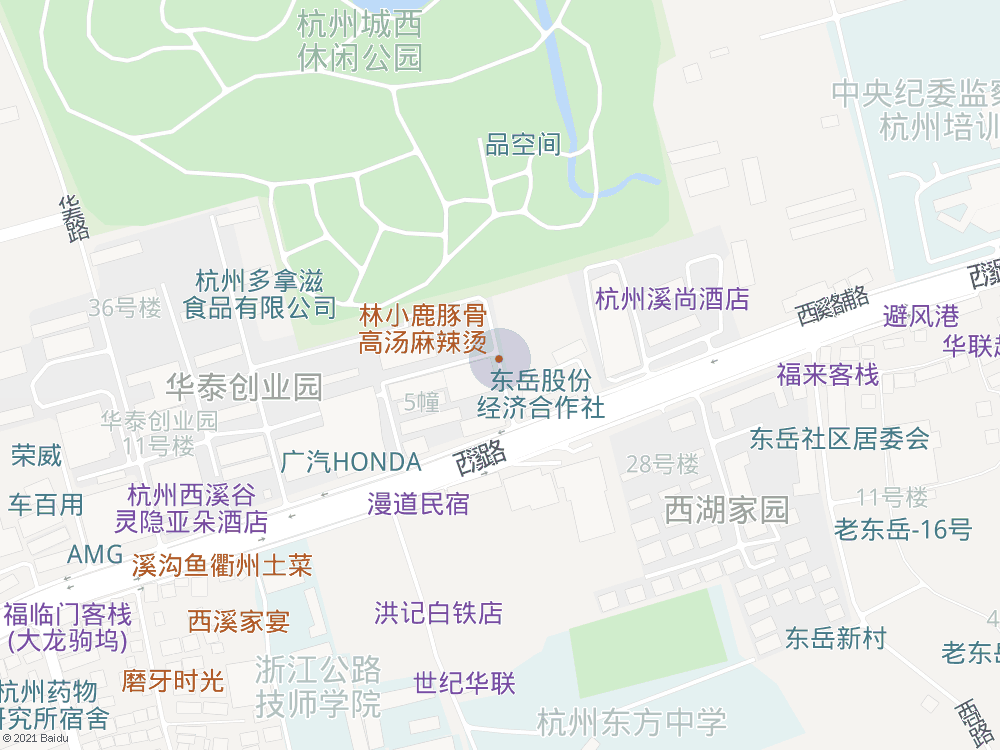 杭州城西
休闲公园
中央纪委监察
杭州培训
品空间
华泰路
杭州多拿滋
食品有限公司
36号楼
林小鹿豚骨
高汤麻辣烫
杭州溪尚酒店
西溪路辅路
避风港
华联超
福来客栈
东岳股份
经济合作社
华泰创业园
5幢
华泰创业园
11号楼
荣威
广汽HONDA
西溪路
东岳社区居委会
28号楼
杭州西溪谷
灵隐亚朵酒店
车百用
漫道民宿
西湖家园
11号楼
老东岳-16号
AMG
溪沟鱼衢州土菜
福临门客栈
(大龙驹坞)
西溪家宴
洪记白铁店
东岳新村
老东岳
浙江公路
技师学院
磨牙时光
世纪华联
杭州药物
研究所宿舍
杭州东方中学
© 2021 Baidu